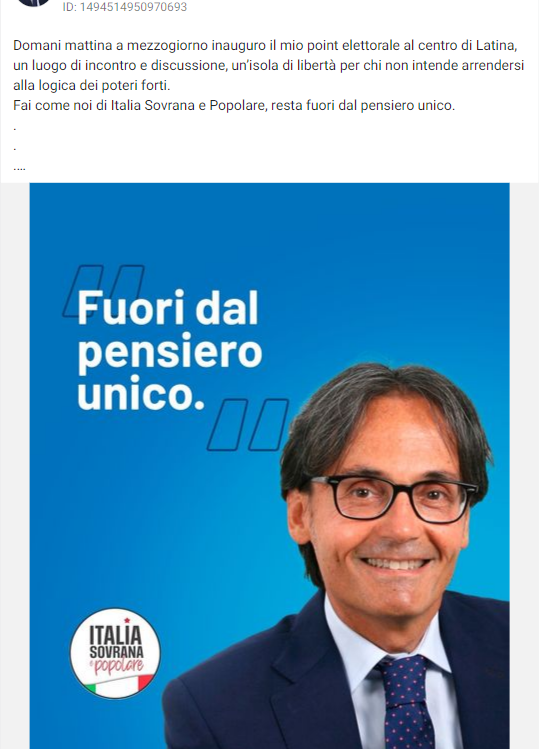 ID: 1494514950970693
Domani mattina a mezzogiorno inauguro il mio point elettorale al centro di Latina,
un luogo di incontro e discussione, un'isola di libertà per chi non intende arrendersi
alla logica dei poteri forti.
Fai come noi di Italia Sovrana e Popolare, resta fuori dal pensiero unico.
.
.
....
"Fuori dal
pensiero
unico."
ITALIA
SOVRANA
e popolare